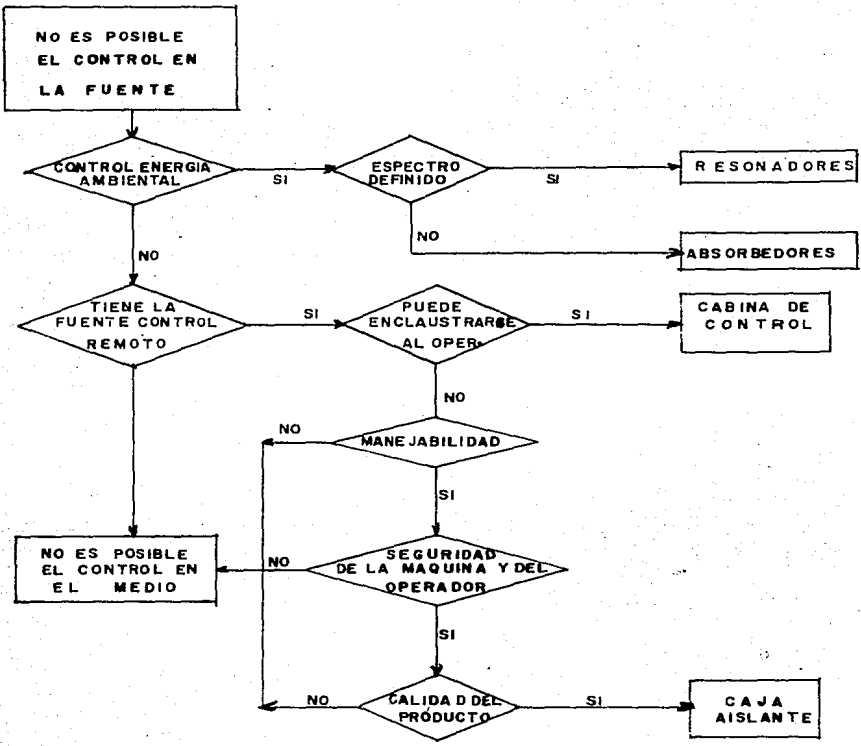 NO ES POSIBLE
EL CONTROL EN
LA FUENTE
CONTROL ENERGIA
AMBIENTAL
SI
ESPECTRO
DEFINIDO
SI
RESONADORES
NO
ABSORBEDORES
NO
TIENE LA
FUENTE CONTROL
REMOTO
SI
PUEDE
ENCLAUSTRARSE
AL OPER.
SI
CABINA DE
CONTROL
NO
NO
MANEJABILIDAD
SI
NO ES POSIBLE
EL CONTROL EN
EL MEDIO
NO
SEGURIDAD
DE LA MAQUINA Y DEL
OPERADOR
SI
NO
CALIDAD DEL
PRODUCTO
SI
CAJA
AISLANTE